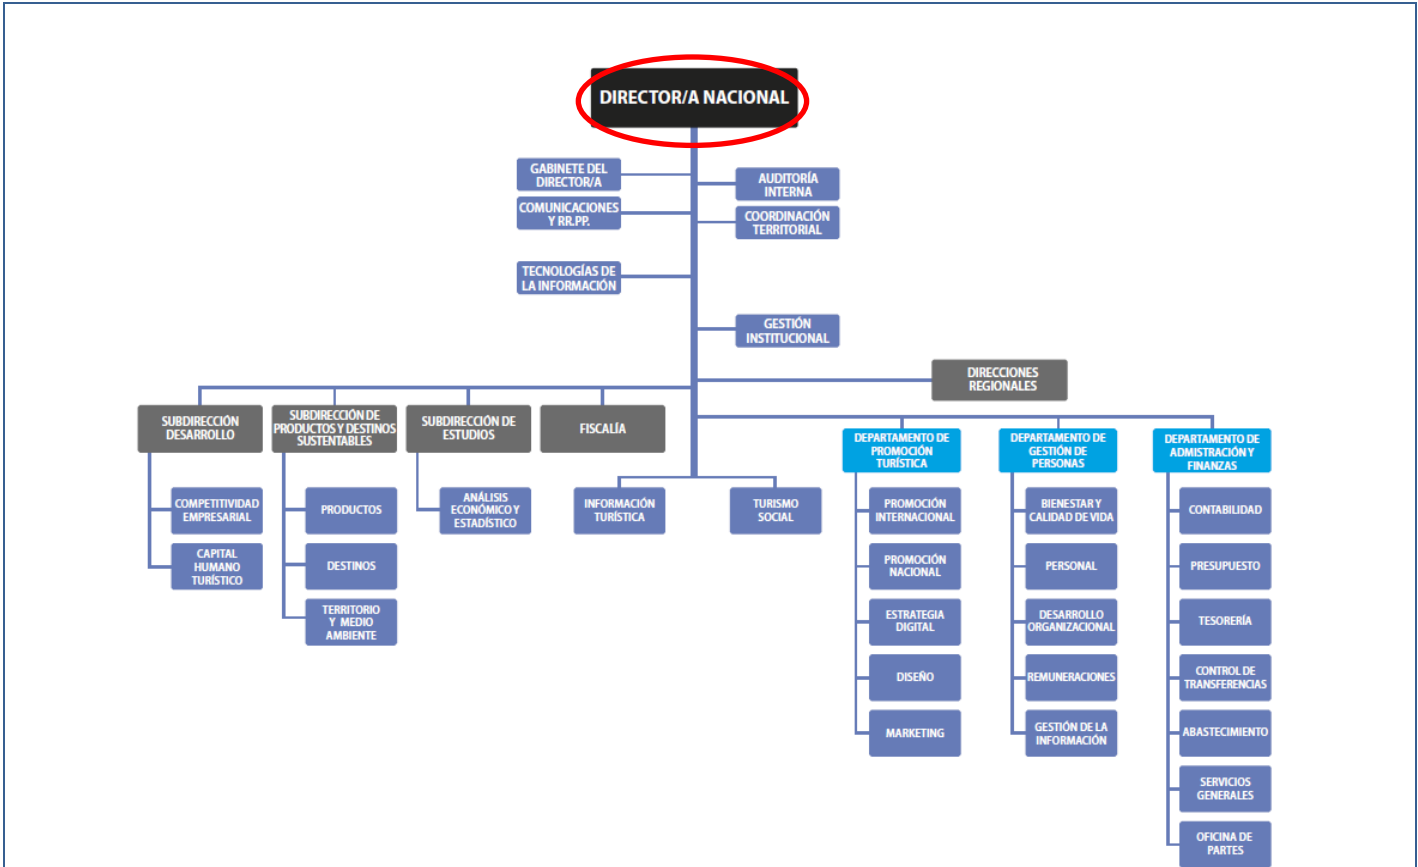 DIRECTOR/A NACIONAL
GABINETE DEL
DIRECTOR/A
AUDITORÍA
INTERNA
COMUNICACIONES
Y RR.PP.
COORDINACIÓN
TERRITORIAL
TECNOLOGÍAS DE
LA INFORMACIÓN
GESTIÓN
INSTITUCIONAL
DIRECCIONES
REGIONALES
SUBDIRECCIÓN
DESARROLLO
SUBDIRECCIÓN DE
PRODUCTOS Y DESTINOS
SUSTENTABLES
SUBDIRECCIÓN DE
ESTUDIOS
FISCALÍA
DEPARTAMENTO DE
PROMOCIÓN
TURÍSTICA
DEPARTAMENTO DE
GESTIÓN DE
PERSONAS
DEPARTAMENTO DE
ADMISTRACIÓN Y
FINANZAS
COMPETITIVIDAD
EMPRESARIAL
CAPITAL
HUMANO
TURÍSTICO
PRODUCTOS
DESTINOS
TERRITORIO
Y MEDIO
AMBIENTE
ANÁLISIS
ECONÓMICO Y
ESTADÍSTICO
INFORMACIÓN
TURÍSTICA
TURISMO
SOCIAL
PROMOCIÓN
INTERNACIONAL
PROMOCIÓN
NACIONAL
ESTRATEGIA
DIGITAL
DISEÑO
MARKETING
BIENESTAR Y
CALIDAD DE VIDA
PERSONAL
DESARROLLO
ORGANIZACIONAL
REMUNERACIONES
GESTIÓN DE LA
INFORMACIÓN
CONTABILIDAD
PRESUPUESTO
TESORERÍA
CONTROL DE
TRANSFERENCIAS
ABASTECIMIENTO
SERVICIOS
GENERALES
OFICINA DE
PARTES